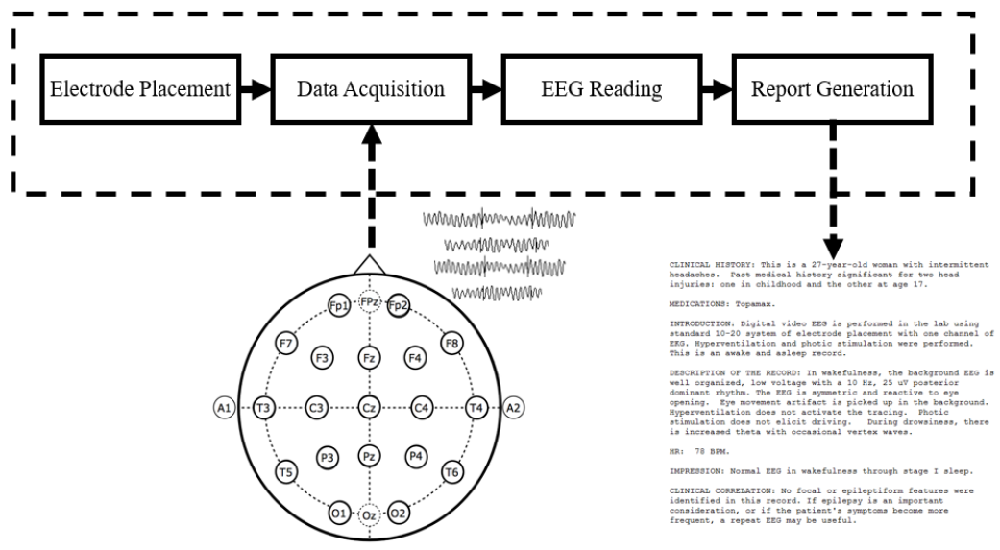 Electrode Placement
Data Acquisition
EEG Reading
Report Generation
Fp1 FPz Fp2
F7 F3 Fz F4 F8
A1 T3 C3 Cz C4 T4 A2
P3 Pz P4
T5 T6
O1 Oz O2
CLINICAL HISTORY: This is a 27-year-old woman with intermittent
headaches.  Past medical history significant for two head
injuries: one in childhood and the other at age 17.
MEDICATIONS: Topamax.
INTRODUCTION: Digital video EEG is performed in the lab using
standard 10-20 system of electrode placement with one channel of
EKG. Hyperventilation and photic stimulation were performed.
This is an awake and asleep record.
DESCRIPTION OF THE RECORD: In wakefulness, the background EEG is
well organized, low voltage with a 10 Hz, 25 uV posterior
dominant rhythm. The EEG is symmetric and reactive to eye
opening.  Eye movement artifact is picked up in the background.
Hyperventilation does not activate the tracing.  Photic
stimulation does not elicit driving.   During drowsiness, there
is increased theta with occasional vertex waves.
HR:  78 BPM.
IMPRESSION: Normal EEG in wakefulness through stage I sleep.
CLINICAL CORRELATION: No focal or epileptiform features were
identified in this record. If epilepsy is an important
consideration, or if the patient's symptoms become more
frequent, a repeat EEG may be useful.